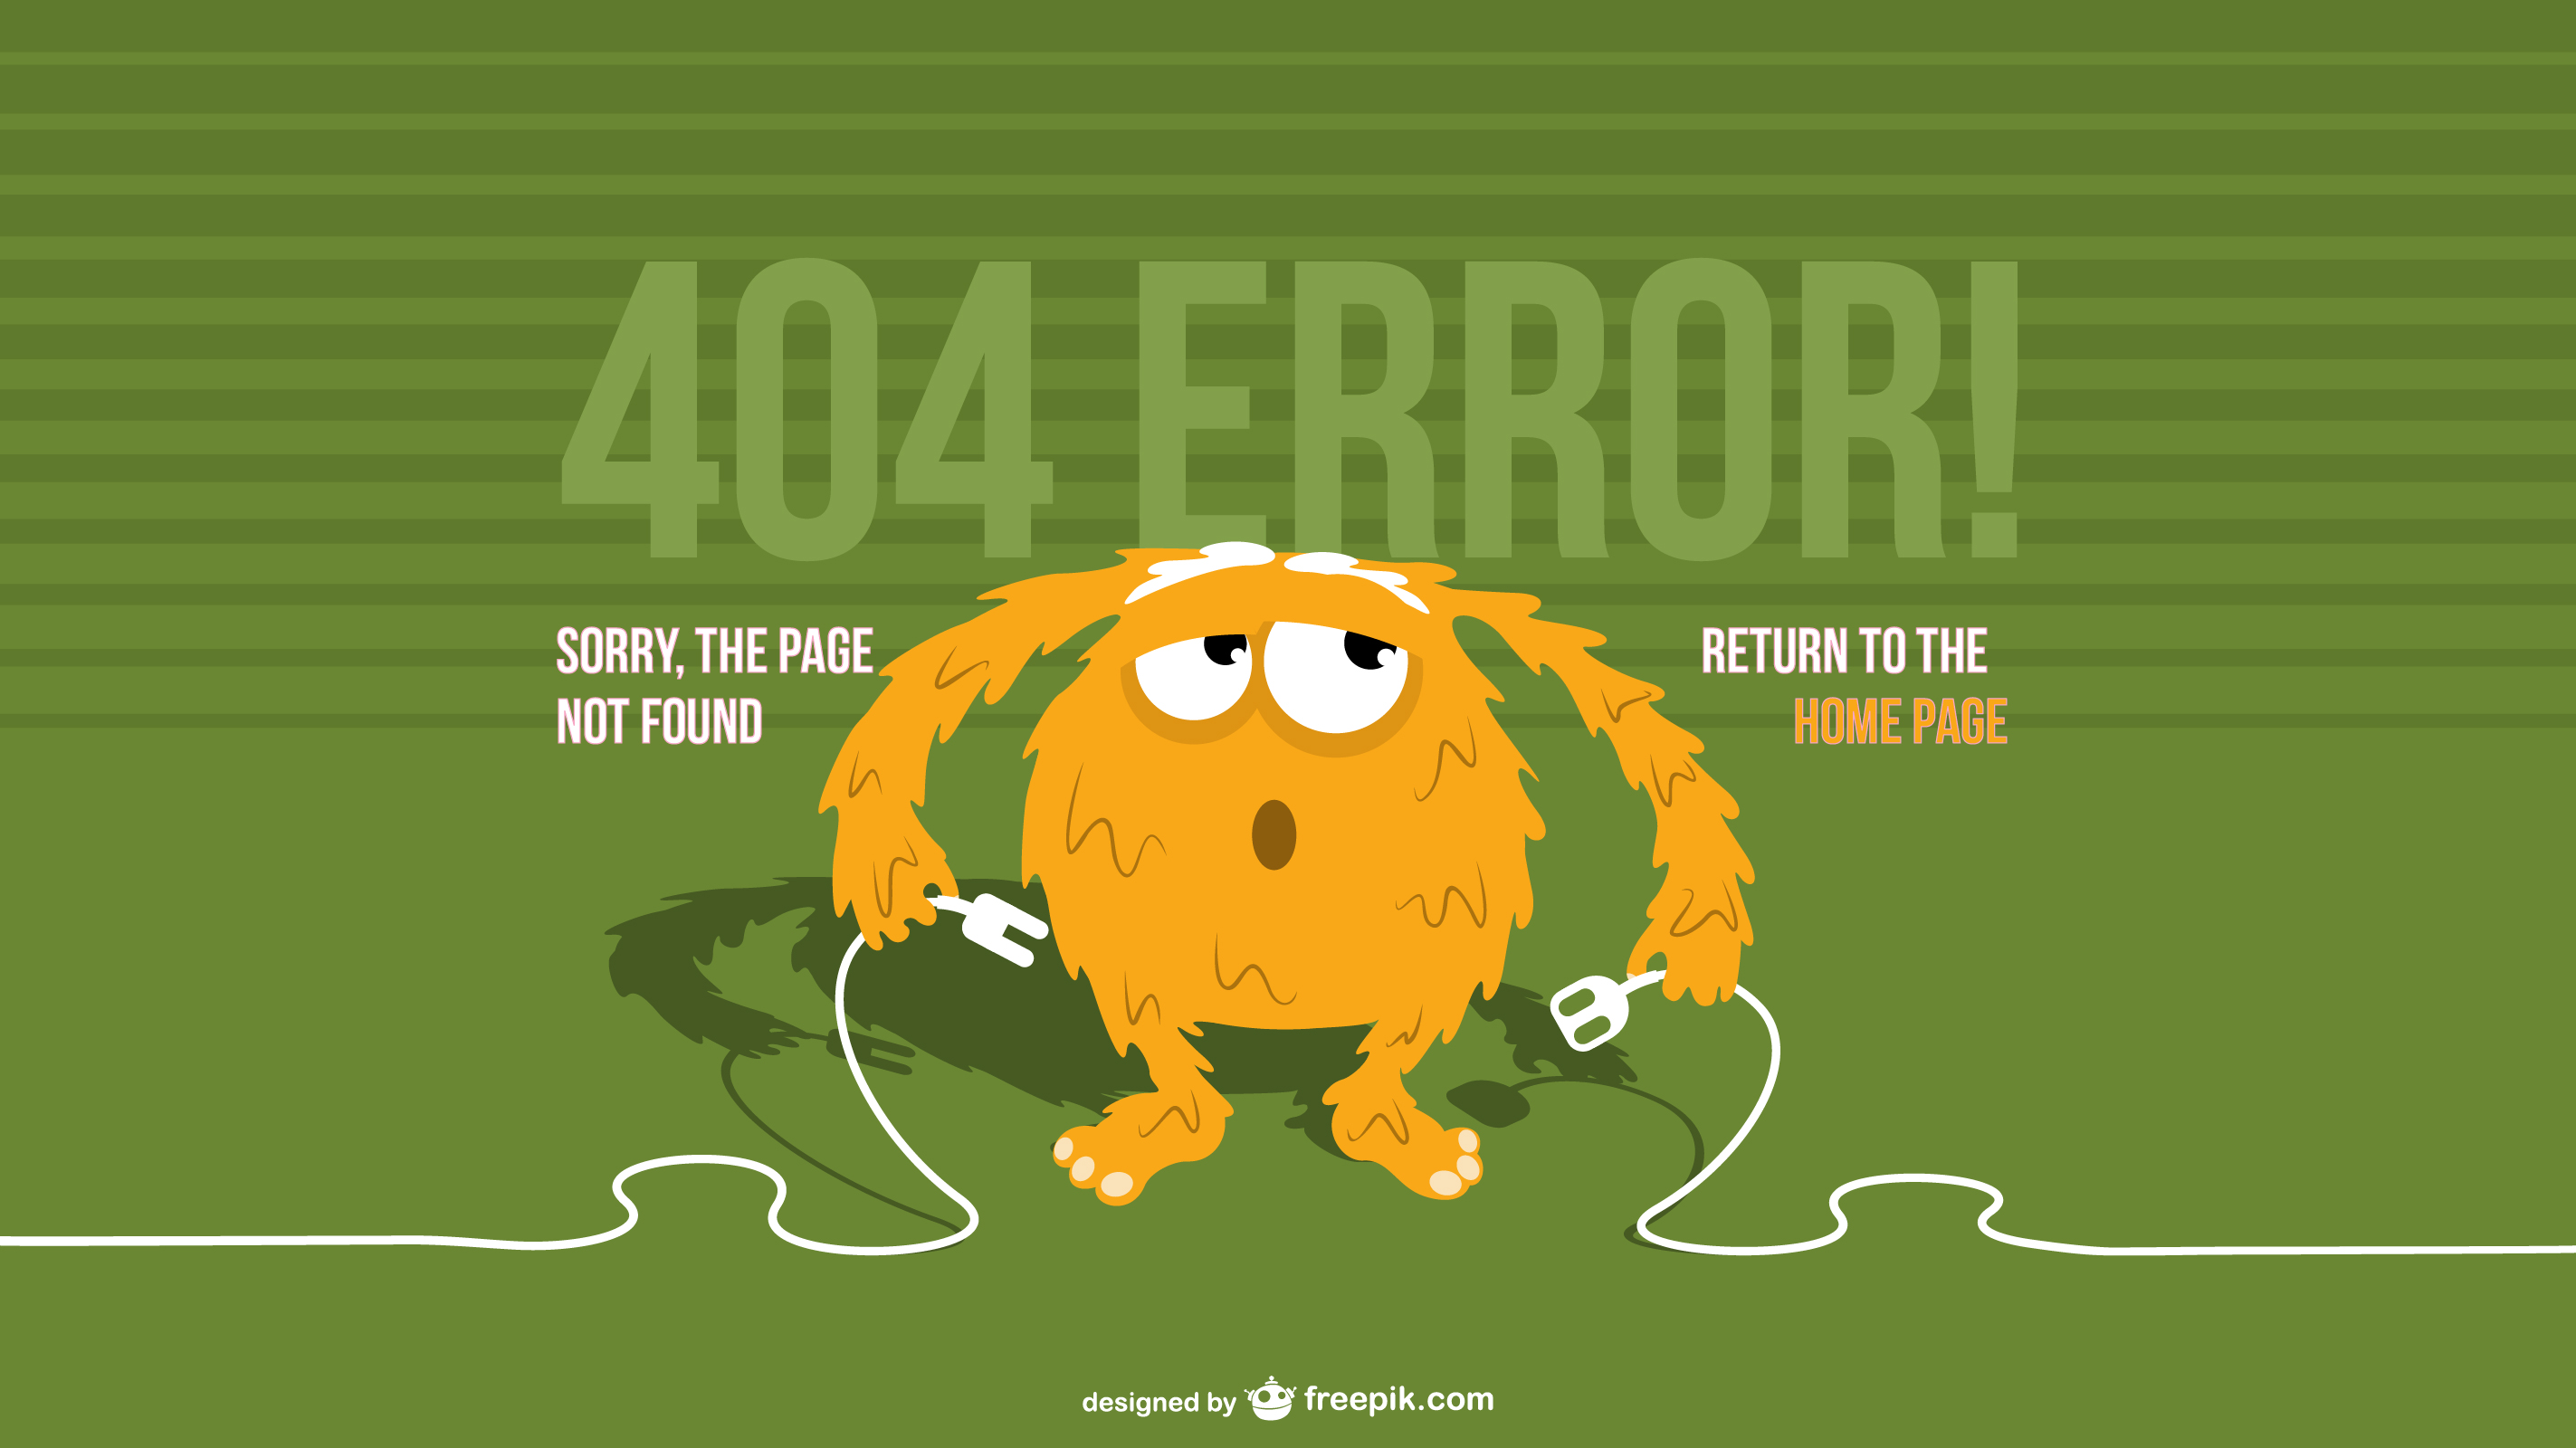 404 ERROR!
SORRY, THE PAGE
NOT FOUND
RETURN TO THE
HOME PAGE
designed by freepik.com